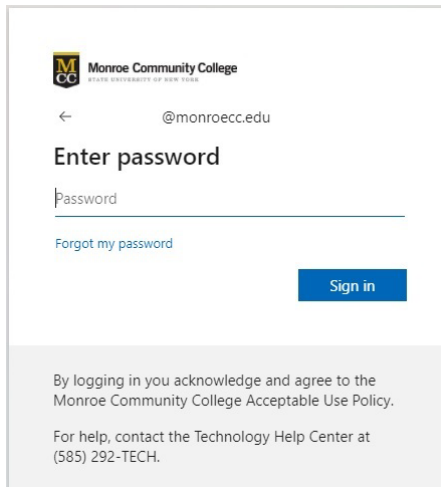 MCC
Monroe Community College
STATE UNIVERSITY OF NEW YORK
@monroecc.edu
Enter password
Password
Forgot my password
Sign in
By logging in you acknowledge and agree to the
Monroe Community College Acceptable Use Policy.
For help, contact the Technology Help Center at
(585) 292-TECH.